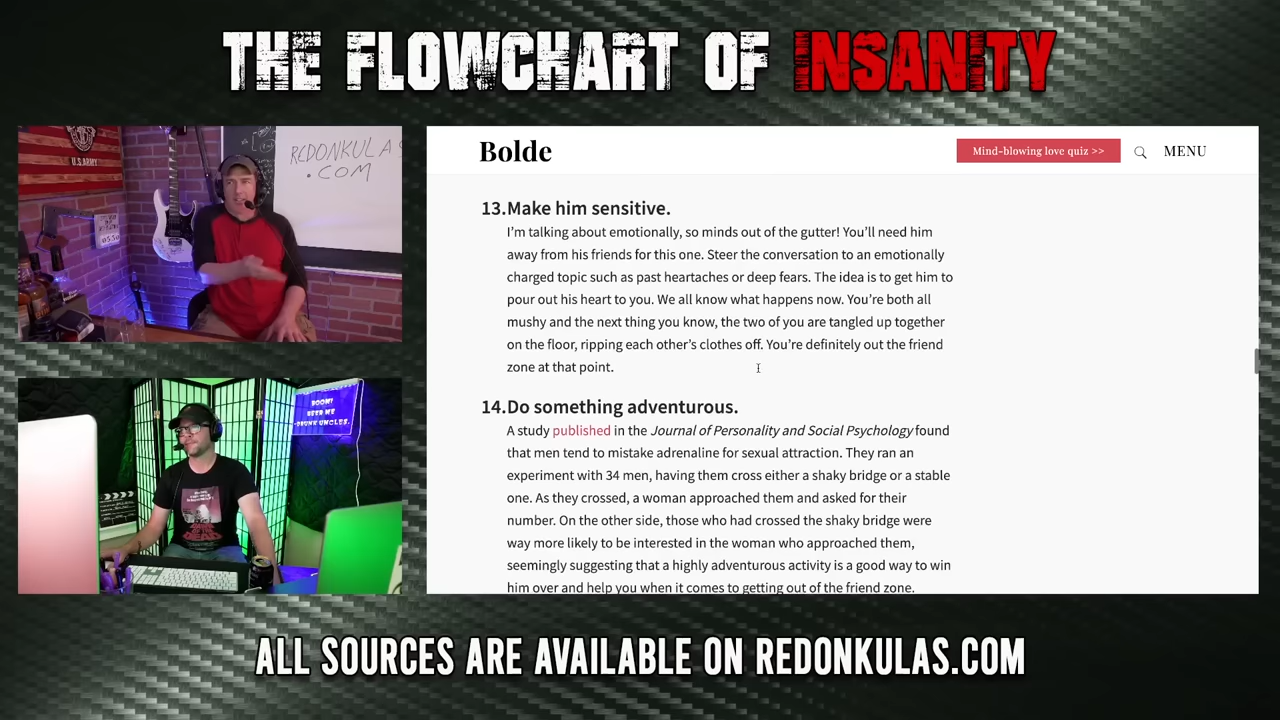 THE FLOWCHART OF INSANITY
U.S. ARMY
REDONKULAS
.COM
BOOM!
BEER ME
-DRUNK UNCLES.
DEAD
Bolde
Mind-blowing love quiz >>
MENU
13.Make him sensitive.
I’m talking about emotionally, so minds out of the gutter! You’ll need him
away from his friends for this one. Steer the conversation to an emotionally
charged topic such as past heartaches or deep fears. The idea is to get him to
pour out his heart to you. We all know what happens now. You’re both all
mushy and the next thing you know, the two of you are tangled up together
on the floor, ripping each other’s clothes off. You’re definitely out the friend
zone at that point.
14.Do something adventurous.
A study published in the Journal of Personality and Social Psychology found
that men tend to mistake adrenaline for sexual attraction. They ran an
experiment with 34 men, having them cross either a shaky bridge or a stable
one. As they crossed, a woman approached them and asked for their
number. On the other side, those who had crossed the shaky bridge were
way more likely to be interested in the woman who approached them,
seemingly suggesting that a highly adventurous activity is a good way to win
him over and help you when it comes to getting out of the friend zone.
ALL SOURCES ARE AVAILABLE ON REDONKULAS.COM